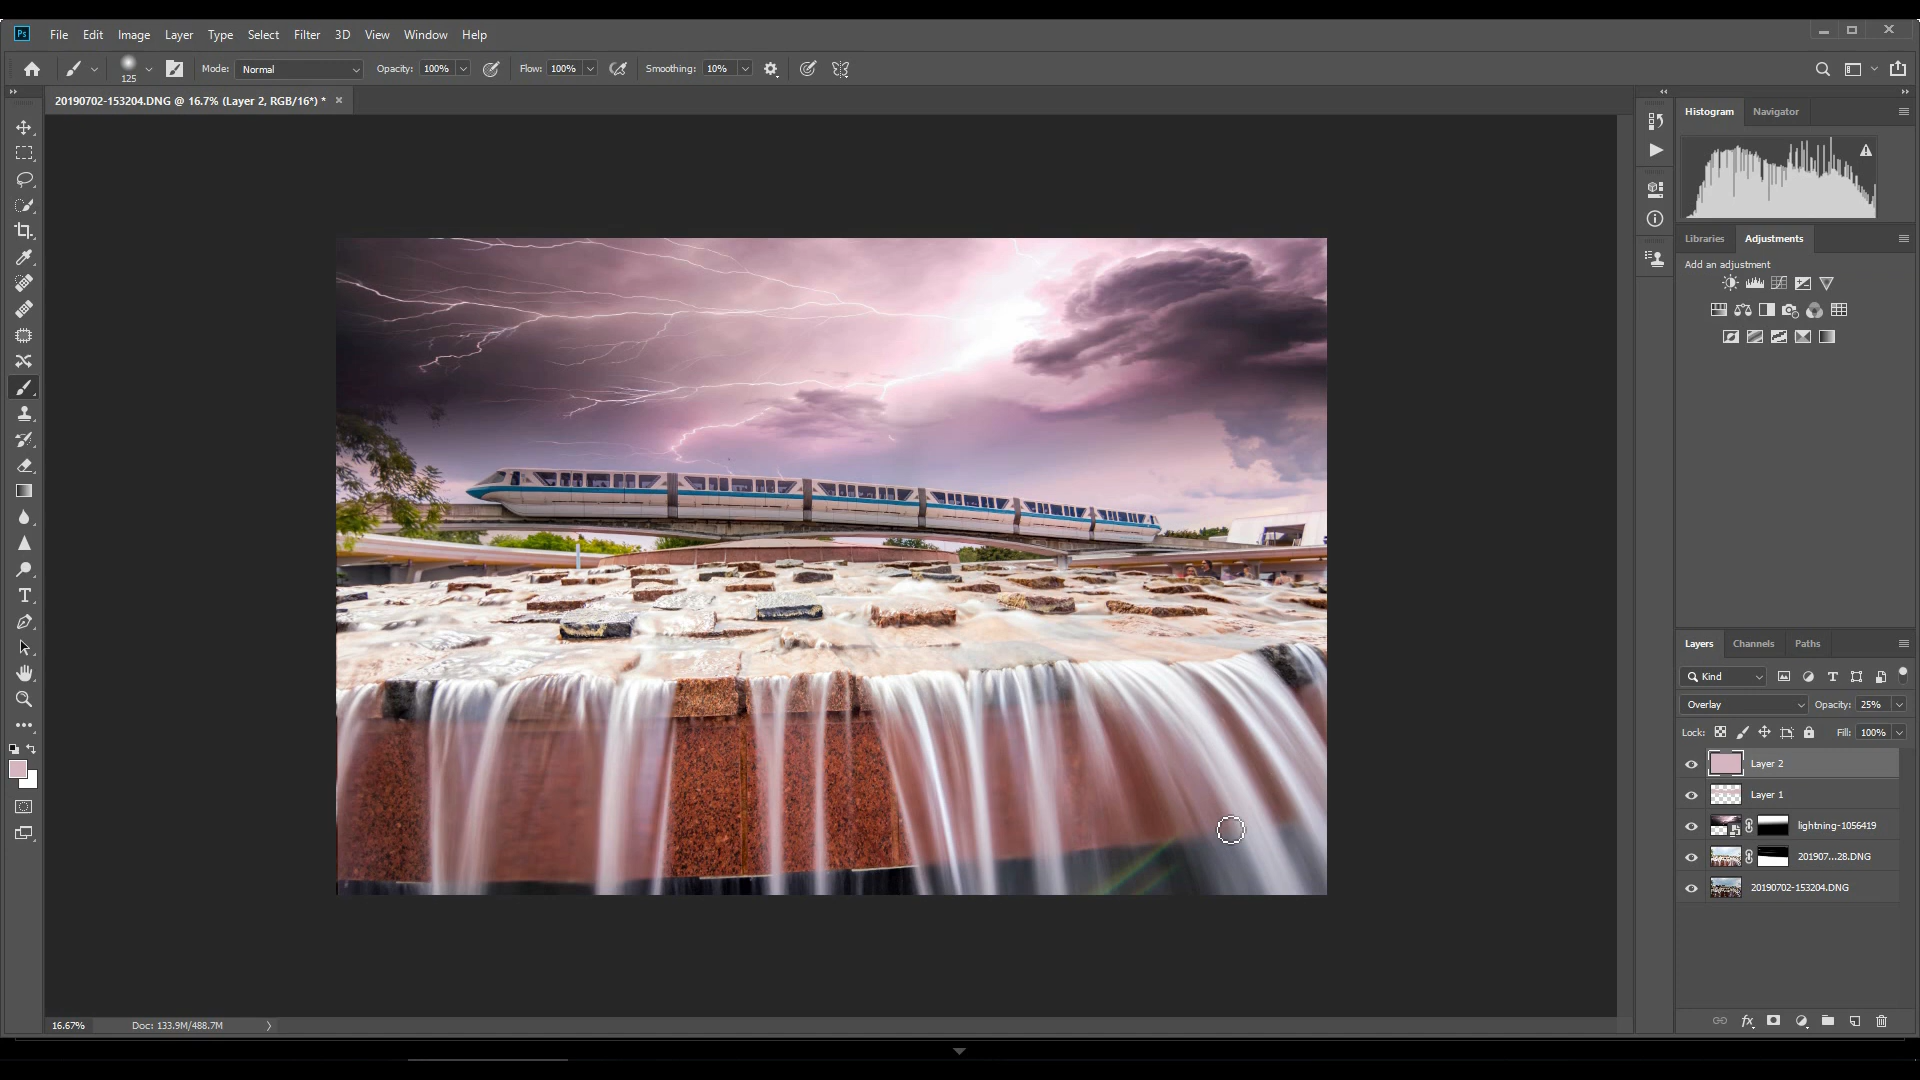 Ps File Edit Image Layer Type Select Filter 3D View Window Help
125 Mode: Normal Opacity: 100% Flow: 100% Smoothing: 10%
20190702-153204.DNG @ 16.7% (Layer 2, RGB/16*) * ×
Histogram Navigator
Libraries Adjustments
Add an adjustment
Layers Channels Paths
Kind
Overlay Opacity: 25%
Lock: Fill: 100%
Layer 2
Layer 1
lightning-1056419
201907...28.DNG
20190702-153204.DNG
fx
16.67% Doc: 133.9M/488.7M